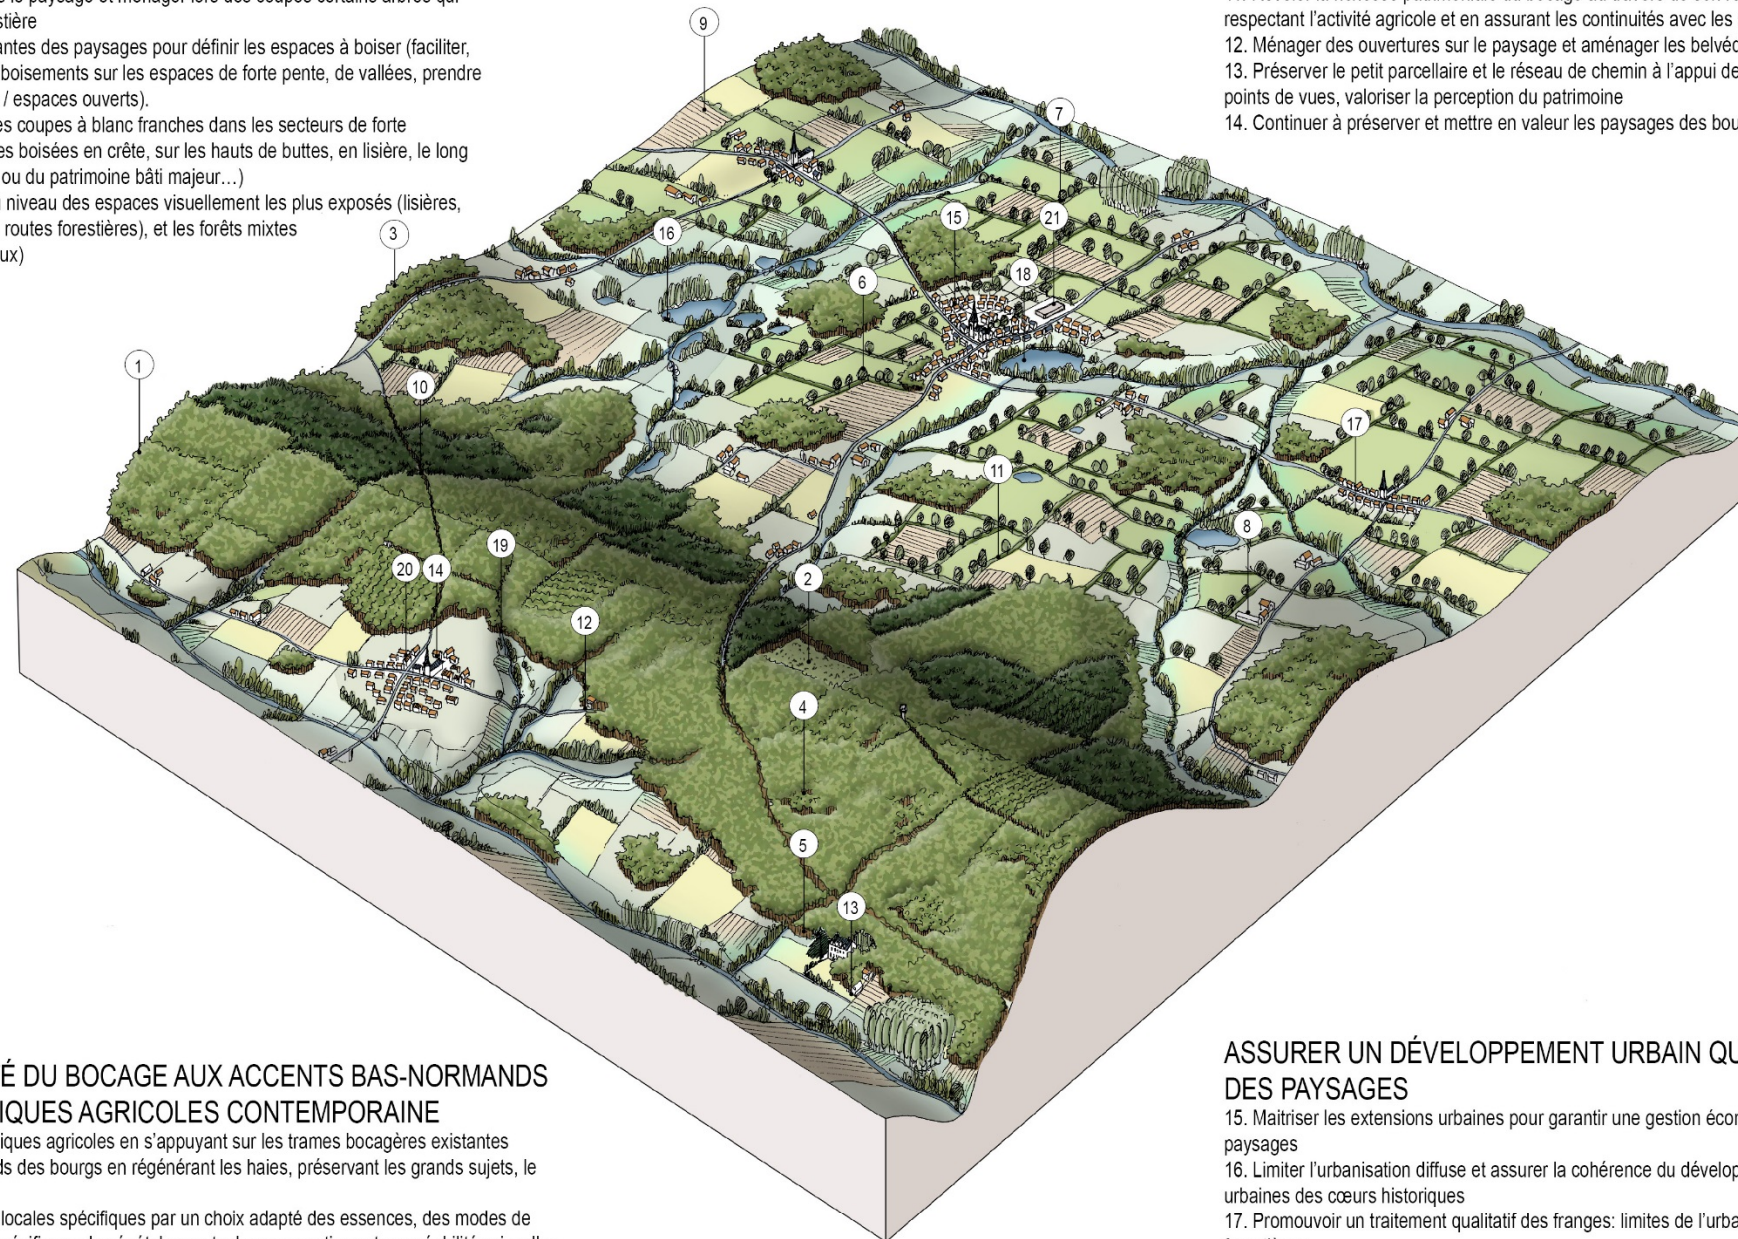 antes des paysages pour définir les espaces à boiser (faciliter,
boisements sur les espaces de forte pente, de vallées, prendre
/ espaces ouverts).
es coupes à blanc franches dans les secteurs de forte
es boisées en crête, sur les hauts de buttes, en lisière, le long
ou du patrimoine bâti majeur…)
u niveau des espaces visuellement les plus exposés (lisières,
routes forestières), et les forêts mixtes
ux)
respectant l’activité agricole et en assurant les continuités avec les
12. Ménager des ouvertures sur le paysage et aménager les belvéd
13. Préserver le petit parcellaire et le réseau de chemin à l’appui de
points de vues, valoriser la perception du patrimoine
14. Continuer à préserver et mettre en valeur les paysages des bou
9
7
3
16
15
21
6
18
1
10
17
11
8
19
20
14
2
12
4
5
13
É DU BOCAGE AUX ACCENTS BAS-NORMANDS
IQUES AGRICOLES CONTEMPORAINE
iques agricoles en s’appuyant sur les trames bocagères existantes
ds des bourgs en régénérant les haies, préservant les grands sujets, le
locales spécifiques par un choix adapté des essences, des modes de
ASSURER UN DÉVELOPPEMENT URBAIN QU
DES PAYSAGES
15. Maitriser les extensions urbaines pour garantir une gestion écon
paysages
16. Limiter l’urbanisation diffuse et assurer la cohérence du dévelop
urbaines des cœurs historiques
17. Promouvoir un traitement qualitatif des franges: limites de l’urba